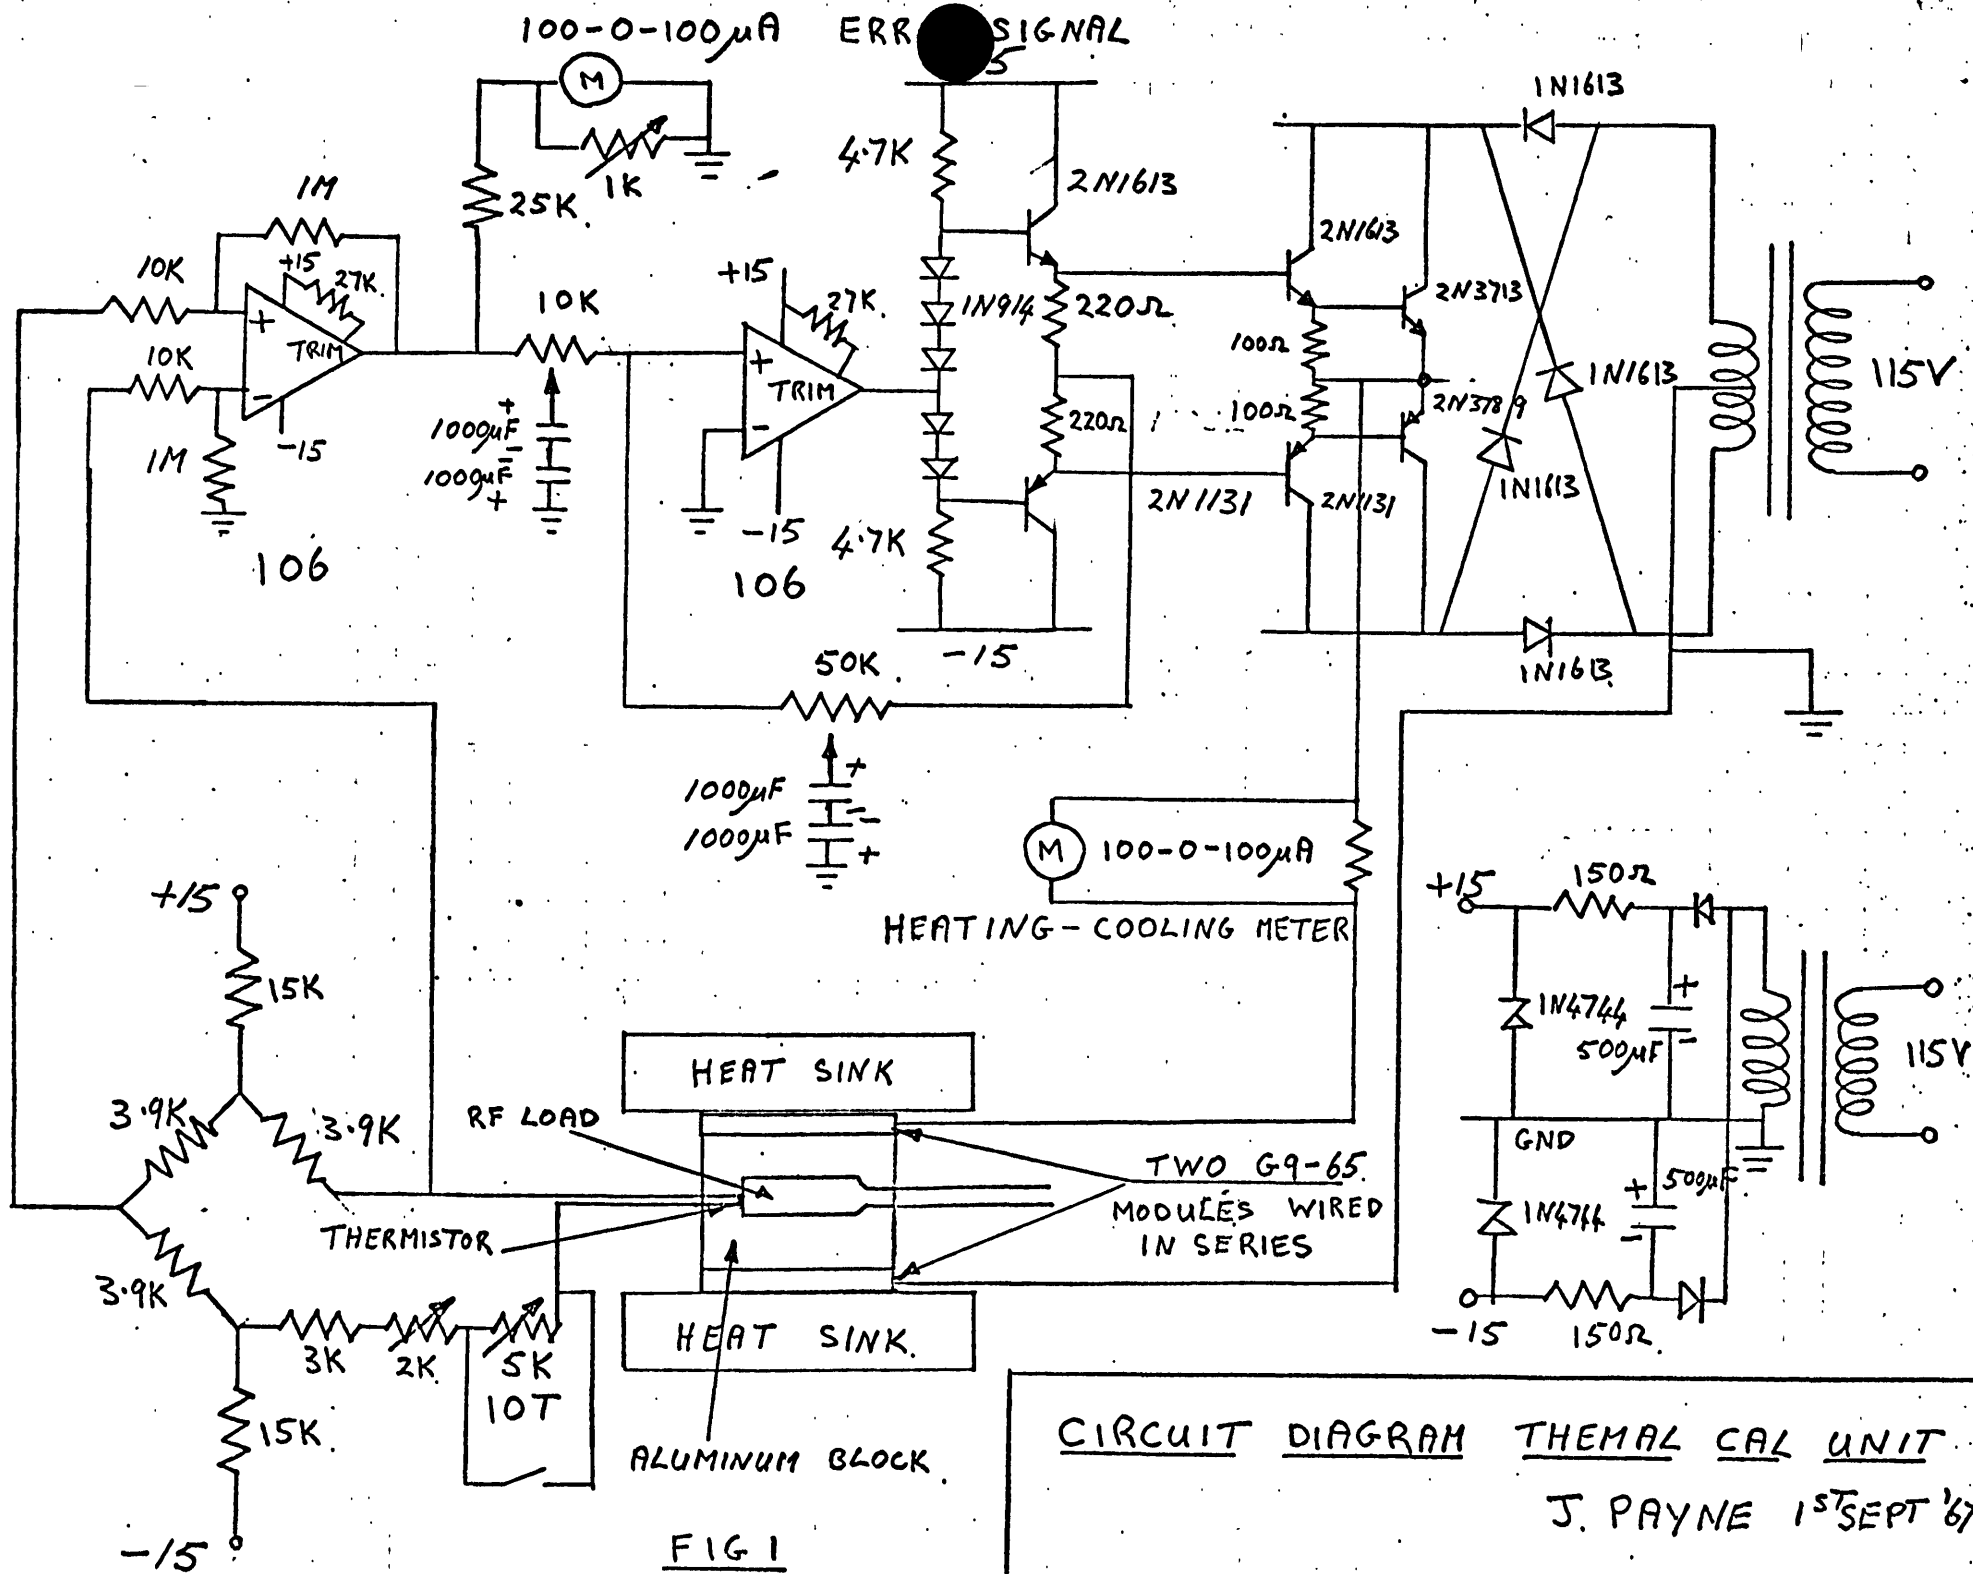 100-0-100μA
ERR SIGNAL
5
M
1K
25K.
1M
+15
27K.
10K
10K
+
-
TRIM
-15
1M
106
10K
+
1000μF
-
1000μF
+
+15
27K.
+
-
TRIM
-15
106
4.7K
2N1613
1N914
220Ω
220Ω
4.7K
-15
50K
2N1131
2N1613
2N3713
100Ω
100Ω
2N3789
2N1131
1N1613
1N1613
1N1613
1N1613.
115V
+
1000μF
-
1000μF
+
M
100-0-100μA
HEATING-COOLING METER
+15
15K
3.9K
3.9K
3.9K
3K
2K.
5K
10T
15K.
-15
HEAT SINK
RF LOAD
THERMISTOR
TWO G9-65.
MODULES WIRED
IN SERIES
HEAT SINK.
ALUMINUM BLOCK.
+15
150Ω
1N4744
+
500μF
-
115V
GND
1N4744
+
500μF
-
-15
150Ω.
CIRCUIT DIAGRAM THEMAL CAL UNIT
J. PAYNE 1ST SEPT '67
FIG 1